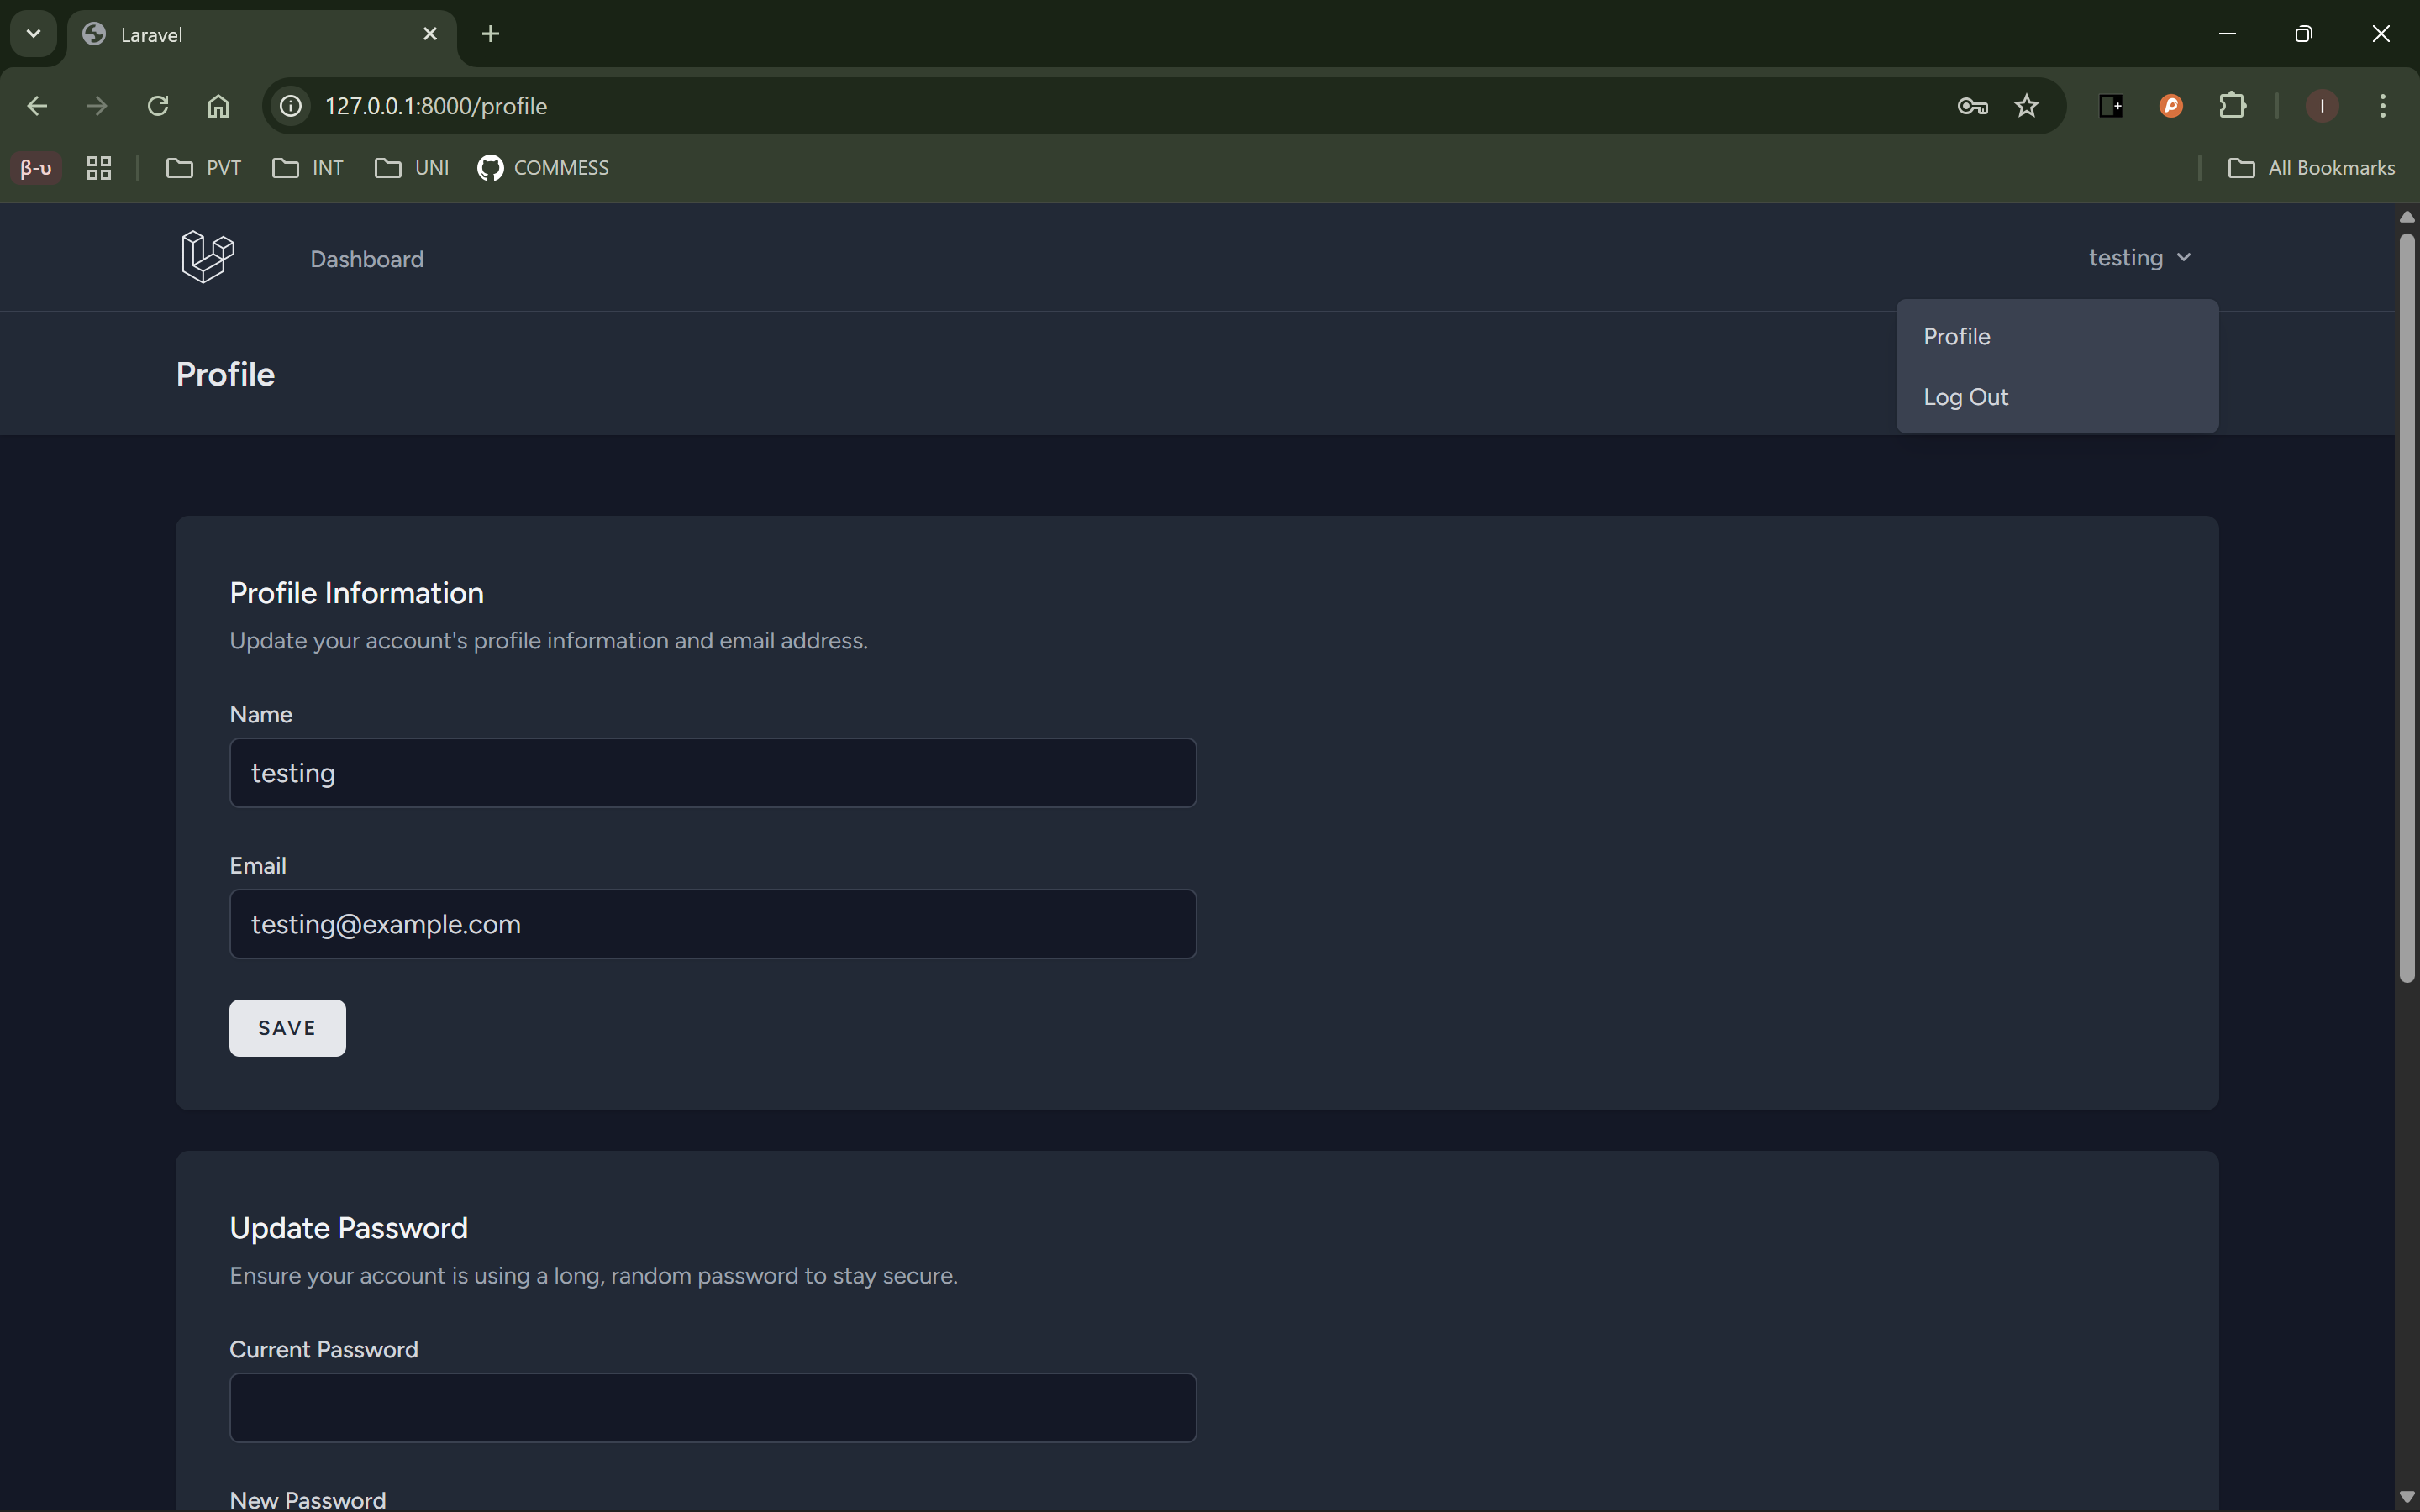 Laravel
127.0.0.1:8000/profile
β-υ
PVT
INT
UNI
COMMESS
All Bookmarks
I
Dashboard
testing
Profile
Log Out
Profile
Profile Information
Update your account's profile information and email address.
Name
testing
Email
testing@example.com
SAVE
Update Password
Ensure your account is using a long, random password to stay secure.
Current Password
New Password